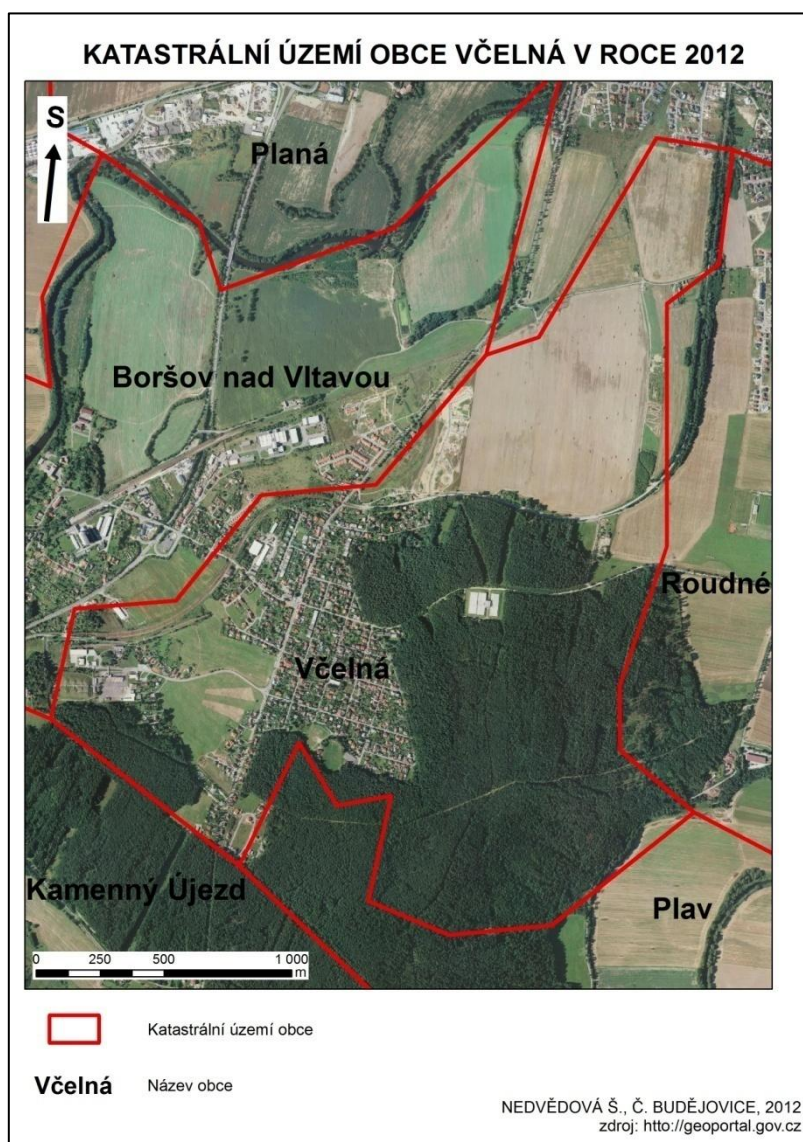 KATASTRÁLNÍ ÚZEMÍ OBCE VČELNÁ V ROCE 2012
S
Planá
Boršov nad Vltavou
Roudné
Včelná
Kamenný Újezd
Plav
0 250 500 1 000
m
Katastrální území obce
Včelná Název obce
NEDVĚDOVÁ Š., Č. BUDĚJOVICE, 2012
zdroj: htto://geoportal.gov.cz